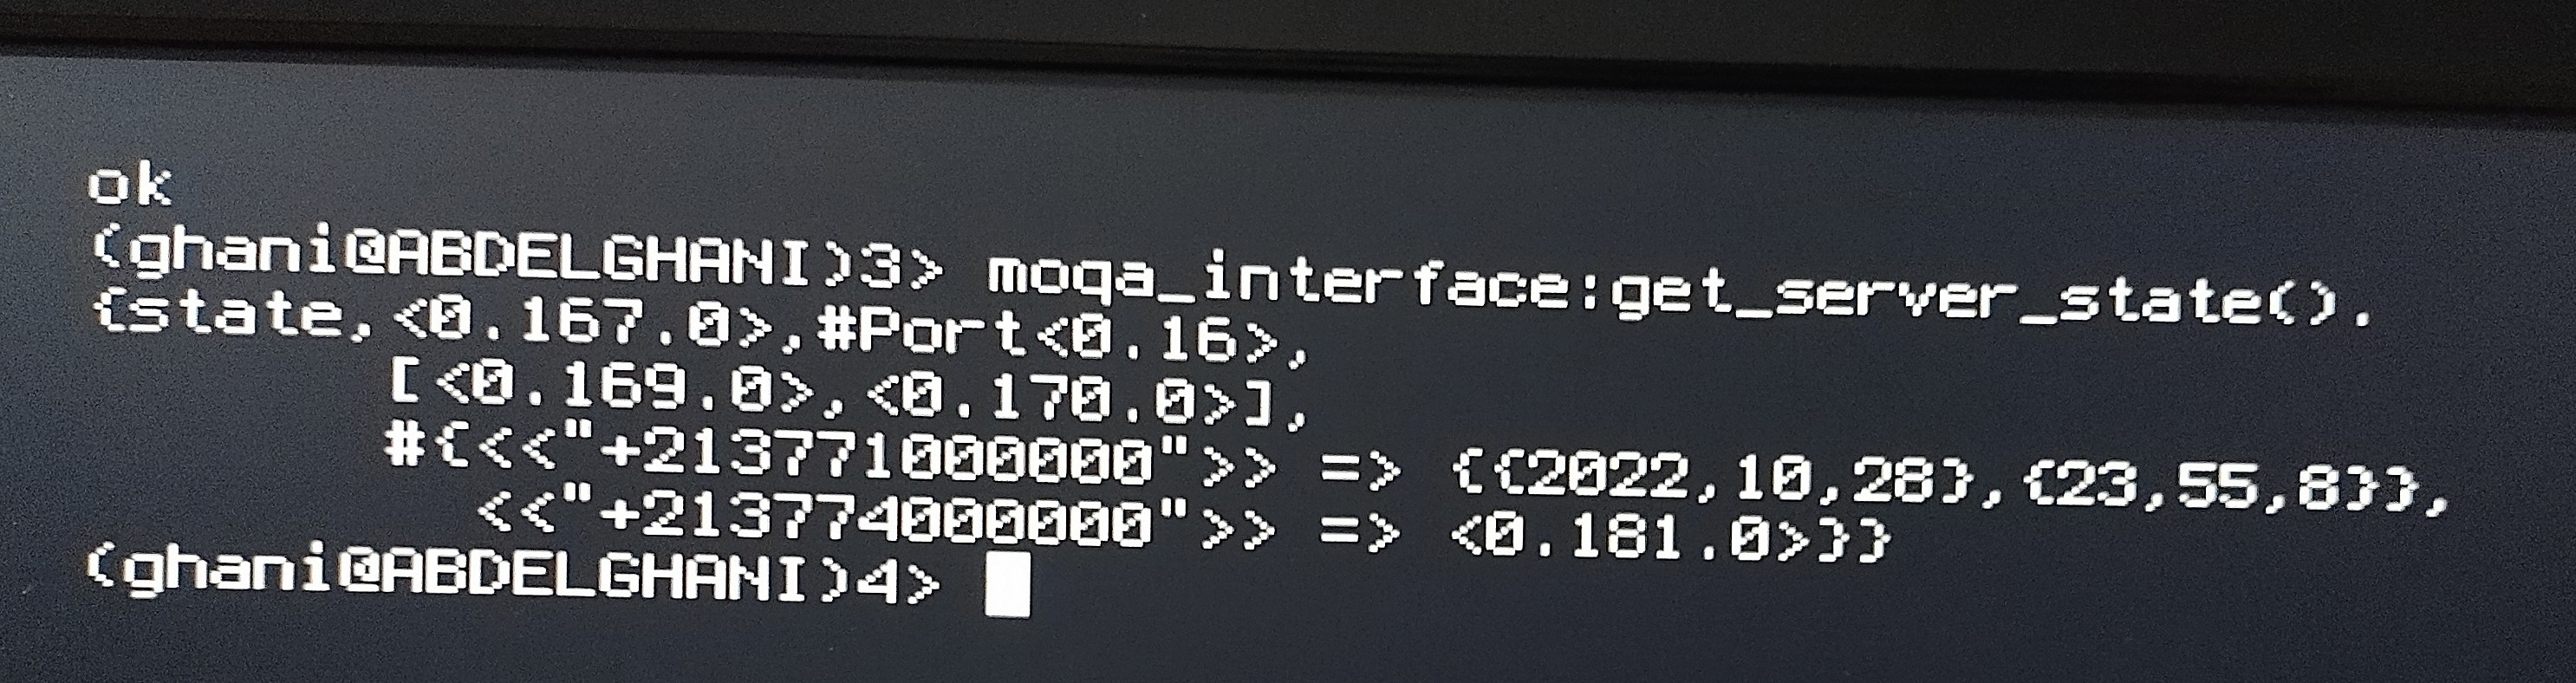 ok
(ghani@ABDELGHANI)3> moqa_interface:get_server_state().
{state,<0.167.0>,#Port<0.16>,
[<0.169.0>,<0.170.0>],
#{<<"+213771000000">> => {{2022,10,28},{23,55,8}},
<<"+213774000000">> => <0.181.0>}}
(ghani@ABDELGHANI)4>